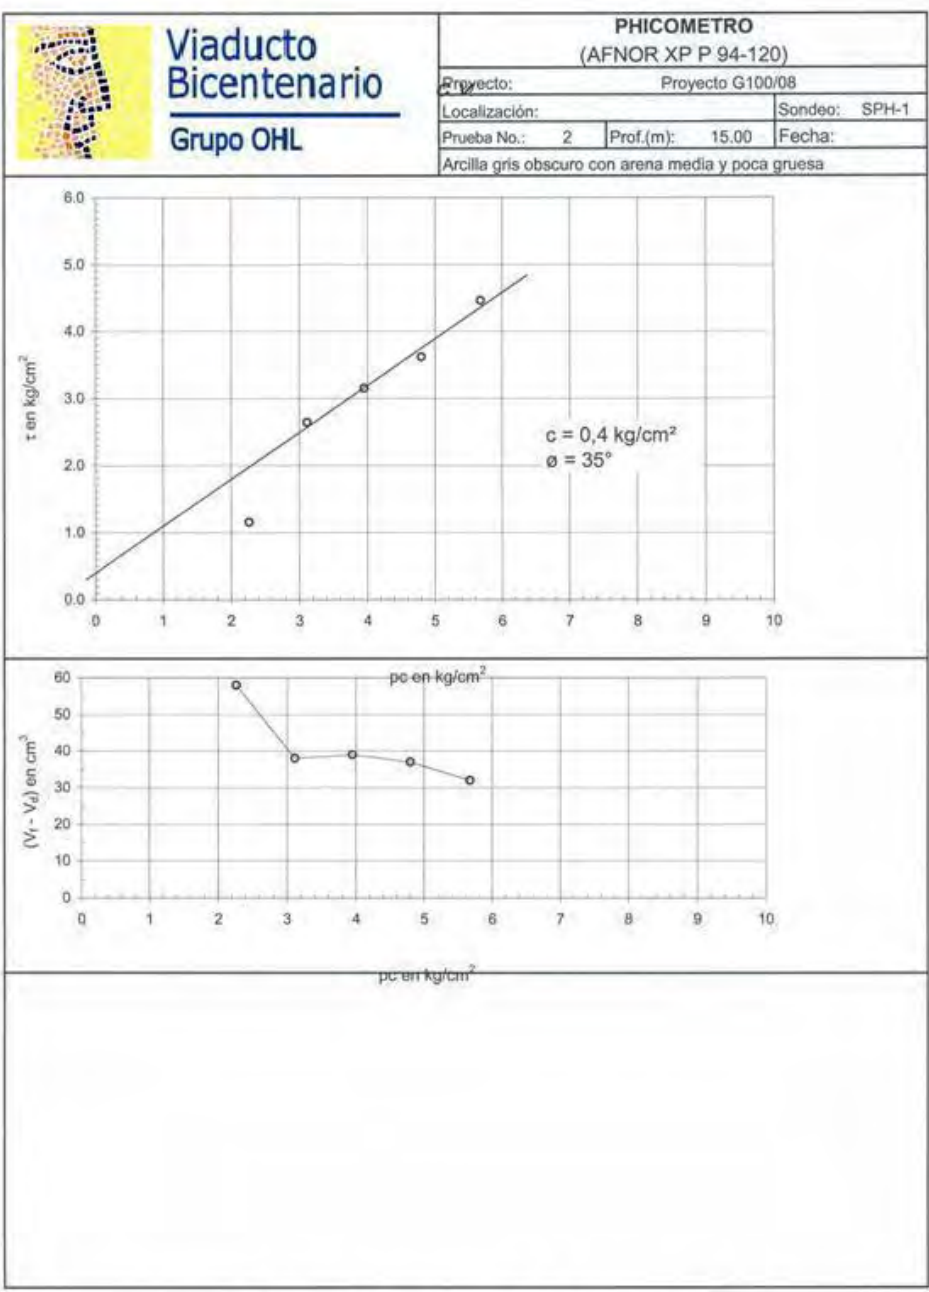 Viaducto
Bicentenario
Grupo OHL
PHICOMETRO
(AFNOR XP P 94-120)
Proyecto: Proyecto G100/08
Localización: Sondeo: SPH-1
Prueba No.: 2 Prof.(m): 15.00 Fecha:
Arcilla gris obscuro con arena media y poca gruesa
6.0
5.0
4.0
3.0
2.0
1.0
0.0
τ en kg/cm²
c = 0,4 kg/cm²
ø = 35°
0 1 2 3 4 5 6 7 8 9 10
pc en kg/cm²
60
50
40
30
20
10
0
(Vf - Vd) en cm³
0 1 2 3 4 5 6 7 8 9 10
pc en kg/cm²